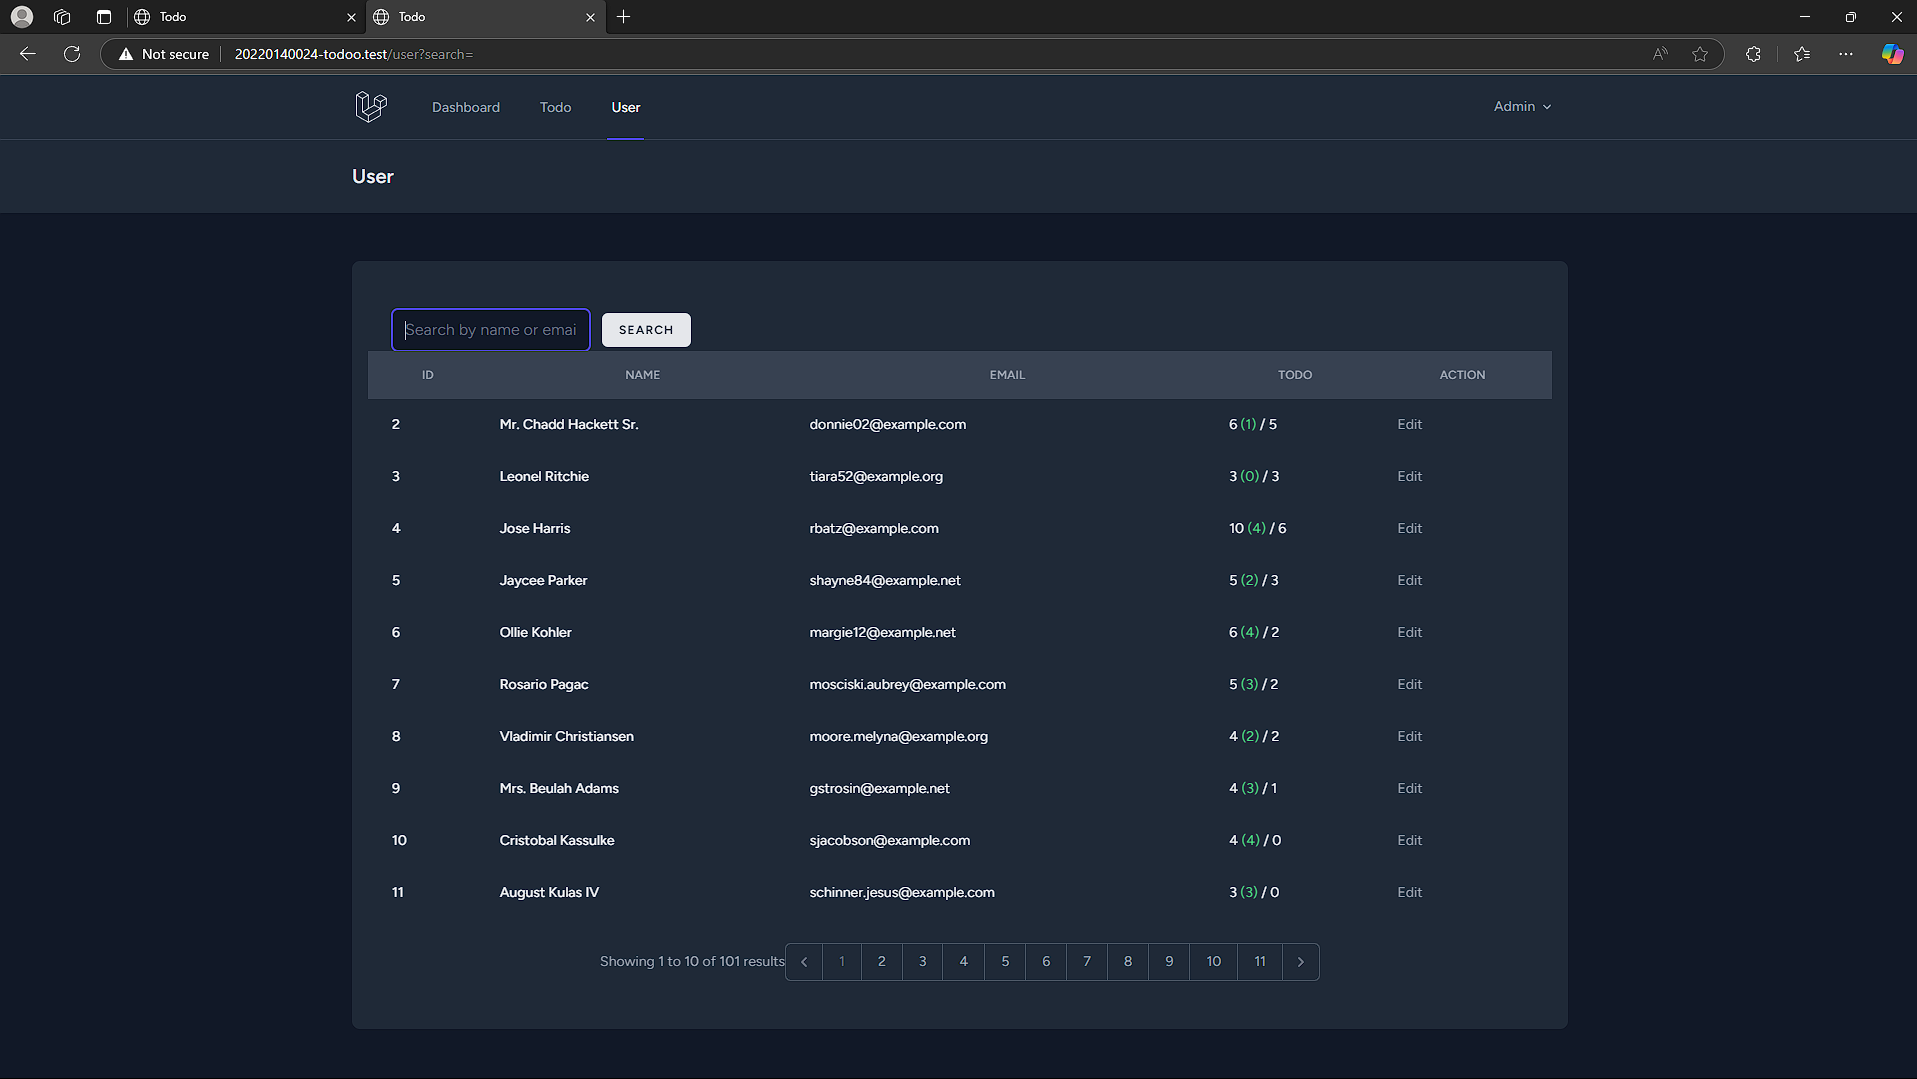 Todo
Todo
Not secure 20220140024-todoo.test/user?search=
Dashboard Todo User Admin
User
Search by name or emai SEARCH
ID NAME EMAIL TODO ACTION
2 Mr. Chadd Hackett Sr. donnie02@example.com 6 (1) / 5 Edit
3 Leonel Ritchie tiara52@example.org 3 (0) / 3 Edit
4 Jose Harris rbatz@example.com 10 (4) / 6 Edit
5 Jaycee Parker shayne84@example.net 5 (2) / 3 Edit
6 Ollie Kohler margie12@example.net 6 (4) / 2 Edit
7 Rosario Pagac mosciski.aubrey@example.com 5 (3) / 2 Edit
8 Vladimir Christiansen moore.melyna@example.org 4 (2) / 2 Edit
9 Mrs. Beulah Adams gstrosin@example.net 4 (3) / 1 Edit
10 Cristobal Kassulke sjacobson@example.com 4 (4) / 0 Edit
11 August Kulas IV schinner.jesus@example.com 3 (3) / 0 Edit
Showing 1 to 10 of 101 results 1 2 3 4 5 6 7 8 9 10 11